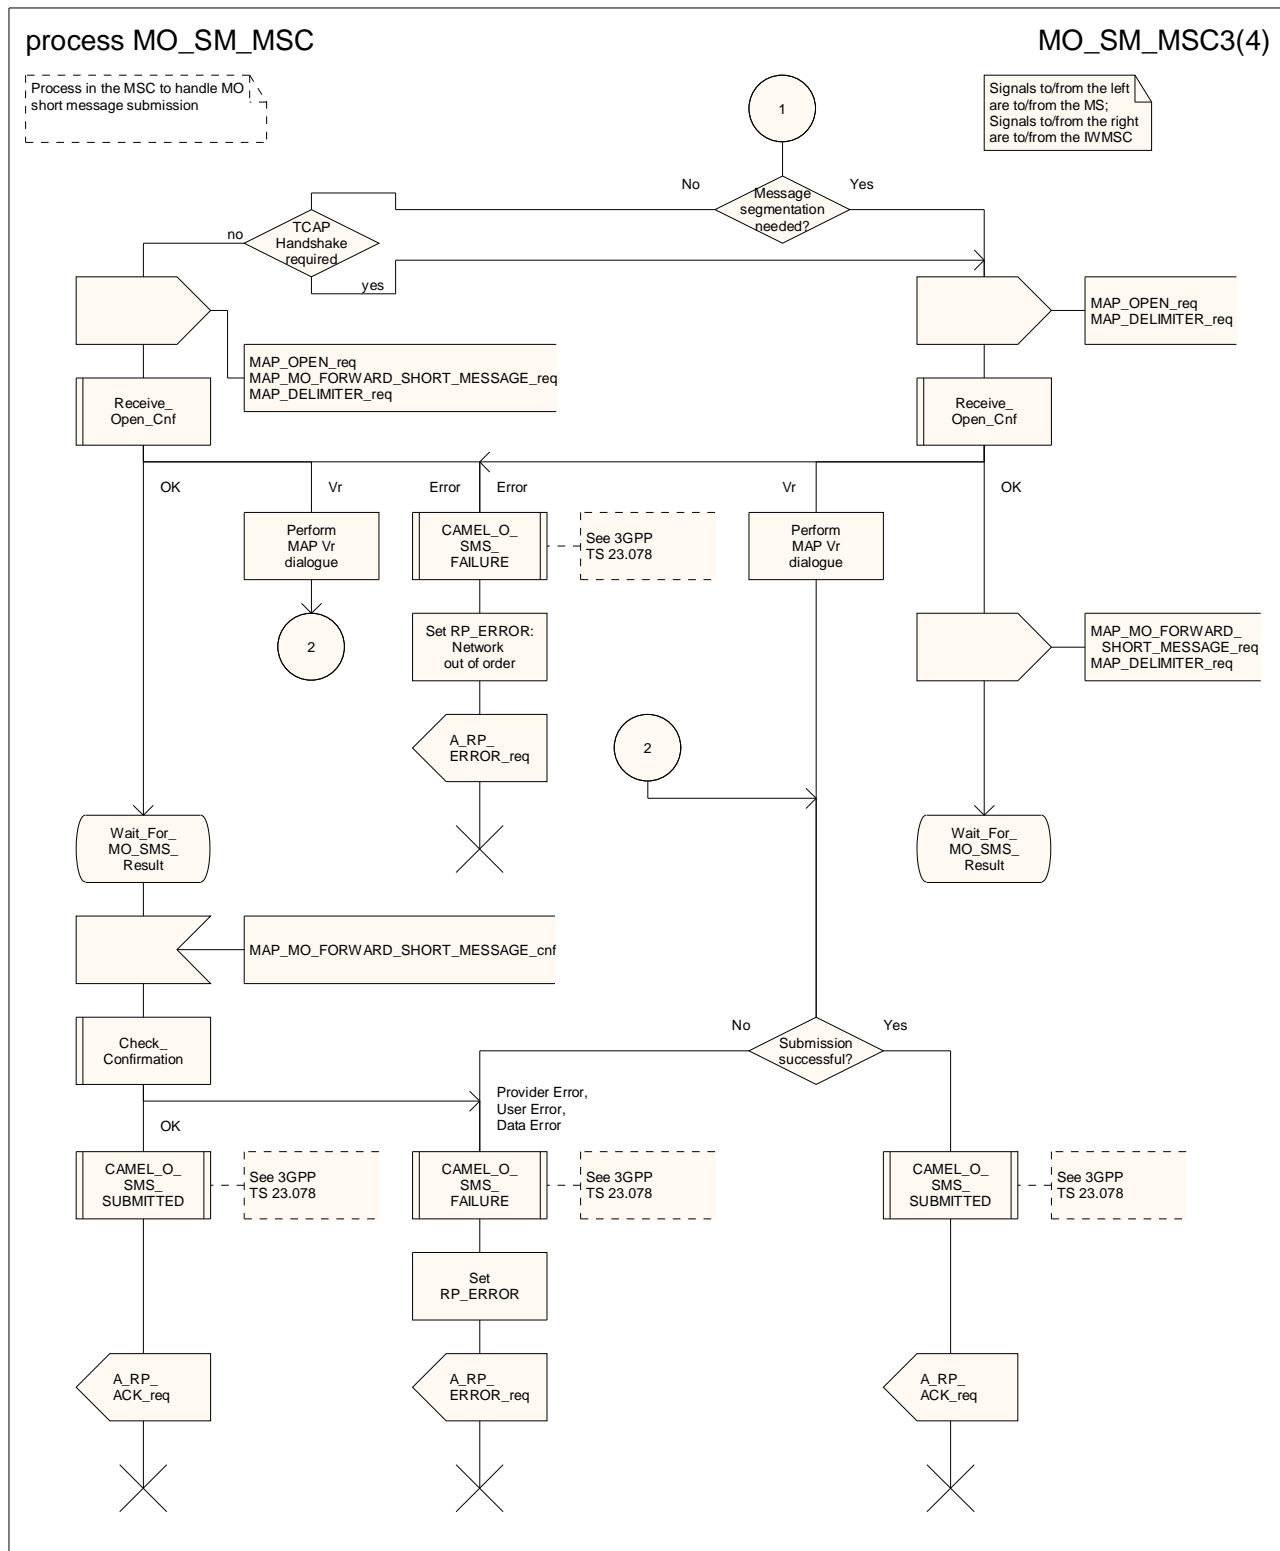 process MO_SM_MSC
MO_SM_MSC3(4)
Process in the MSC to handle MO
short message submission
1
Signals to/from the left
are to/from the MS;
Signals to/from the right
are to/from the IWMSC
No
Message
segmentation
needed?
Yes
no
TCAP
Handshake
required
yes
MAP_OPEN_req
MAP_DELIMITER_req
MAP_OPEN_req
MAP_MO_FORWARD_SHORT_MESSAGE_req
MAP_DELIMITER_req
Receive_
Open_Cnf
Receive_
Open_Cnf
OK
Vr
Error
Error
Vr
OK
Perform
MAP Vr
dialogue
CAMEL_O_
SMS_
FAILURE
See 3GPP
TS 23.078
Perform
MAP Vr
dialogue
2
Set RP_ERROR:
Network
out of order
MAP_MO_FORWARD_
SHORT_MESSAGE_req
MAP_DELIMITER_req
A_RP_
ERROR_req
2
Wait_For_
MO_SMS_
Result
Wait_For_
MO_SMS_
Result
MAP_MO_FORWARD_SHORT_MESSAGE_cnf
Check_
Confirmation
No
Submission
successful?
Yes
OK
Provider Error,
User Error,
Data Error
CAMEL_O_
SMS_
SUBMITTED
See 3GPP
TS 23.078
CAMEL_O_
SMS_
FAILURE
See 3GPP
TS 23.078
CAMEL_O_
SMS_
SUBMITTED
See 3GPP
TS 23.078
Set
RP_ERROR
A_RP_
ACK_req
A_RP_
ERROR_req
A_RP_
ACK_req